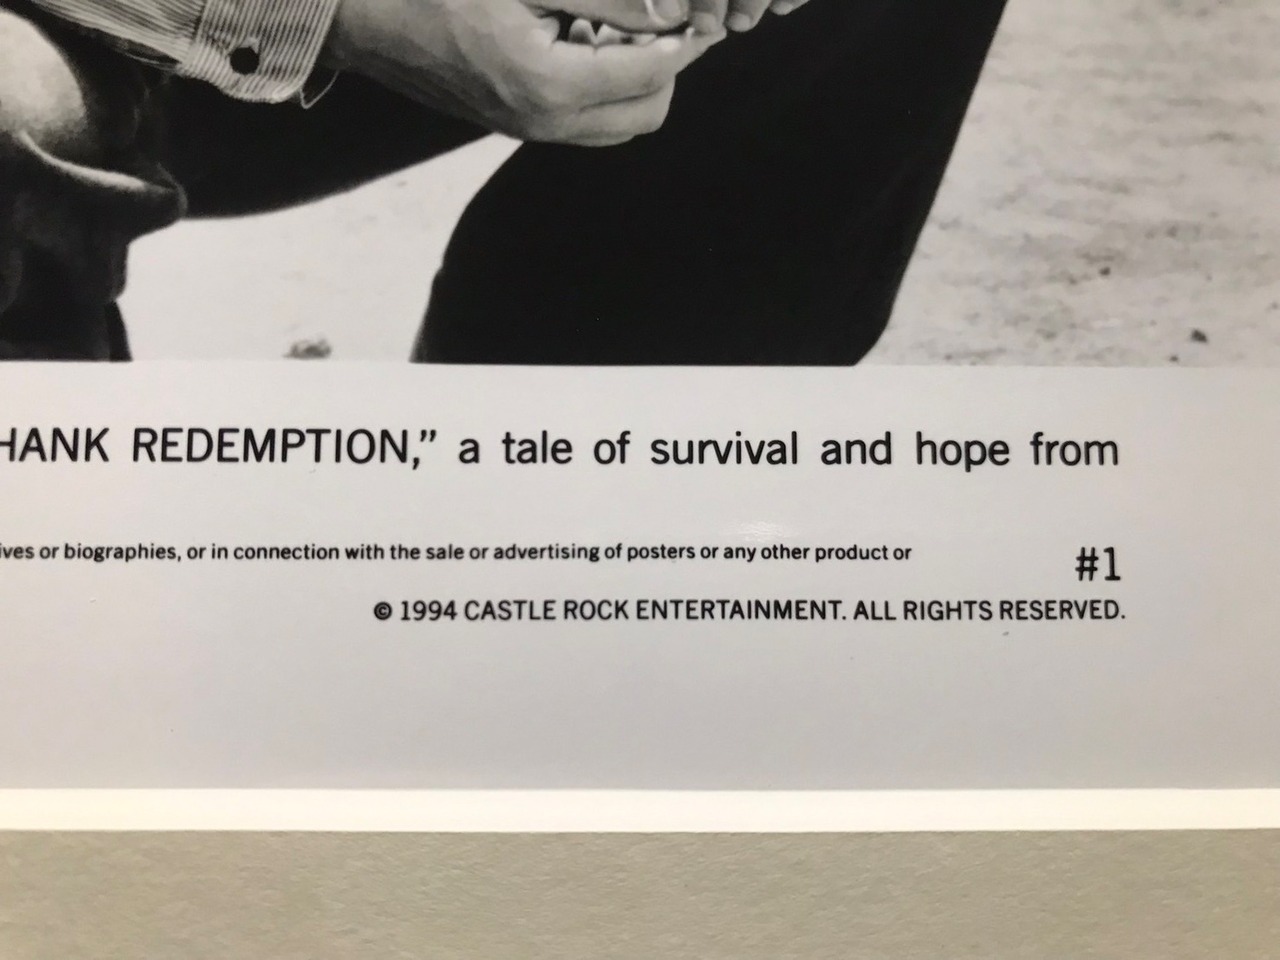 HANK REDEMPTION," a tale of survival and hope from
ives or biographies, or in connection with the sale or advertising of posters or any other product or
#1
© 1994 CASTLE ROCK ENTERTAINMENT. ALL RIGHTS RESERVED.